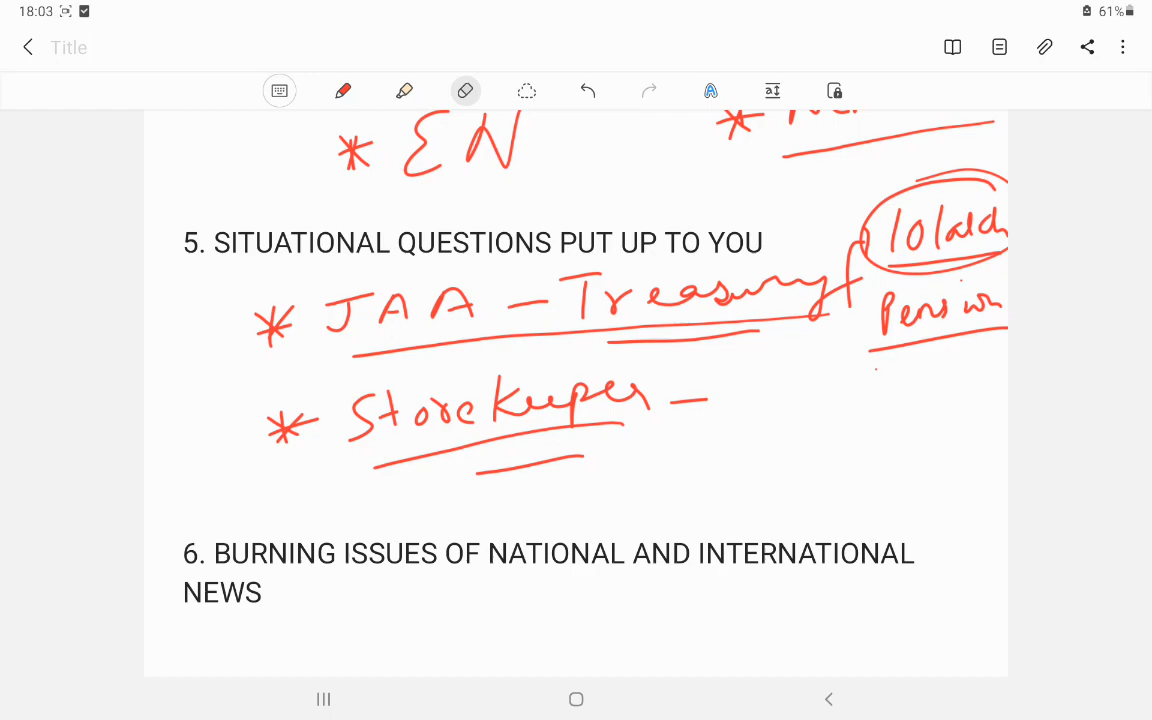 18:03 61%
Title
* EN *
5. SITUATIONAL QUESTIONS PUT UP TO YOU
10 lakh
* JAA - Treasury
Pension
* Storekeeper -
6. BURNING ISSUES OF NATIONAL AND INTERNATIONAL
NEWS